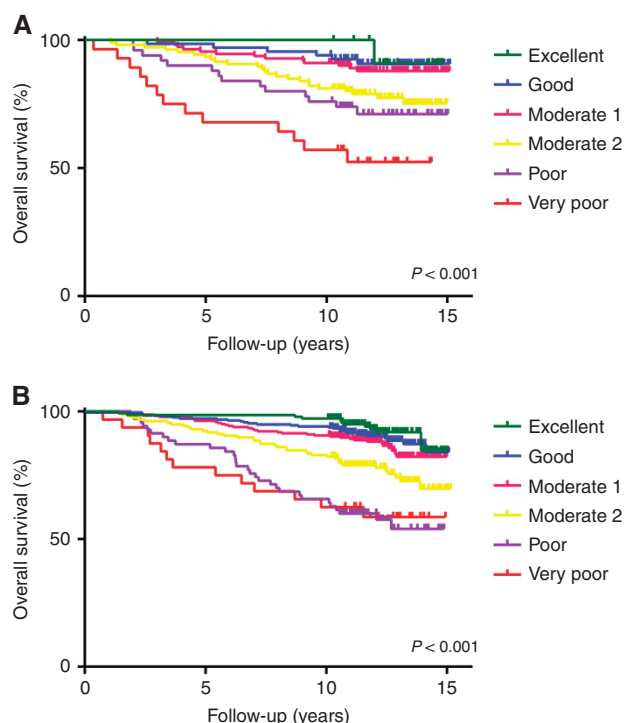 A
100
50
0
0
5
10
15
Overall survival (%)
Follow-up (years)
P < 0.001
Excellent
Good
Moderate 1
Moderate 2
Poor
Very poor
B
100
50
0
0
5
10
15
Overall survival (%)
Follow-up (years)
P < 0.001
Excellent
Good
Moderate 1
Moderate 2
Poor
Very poor